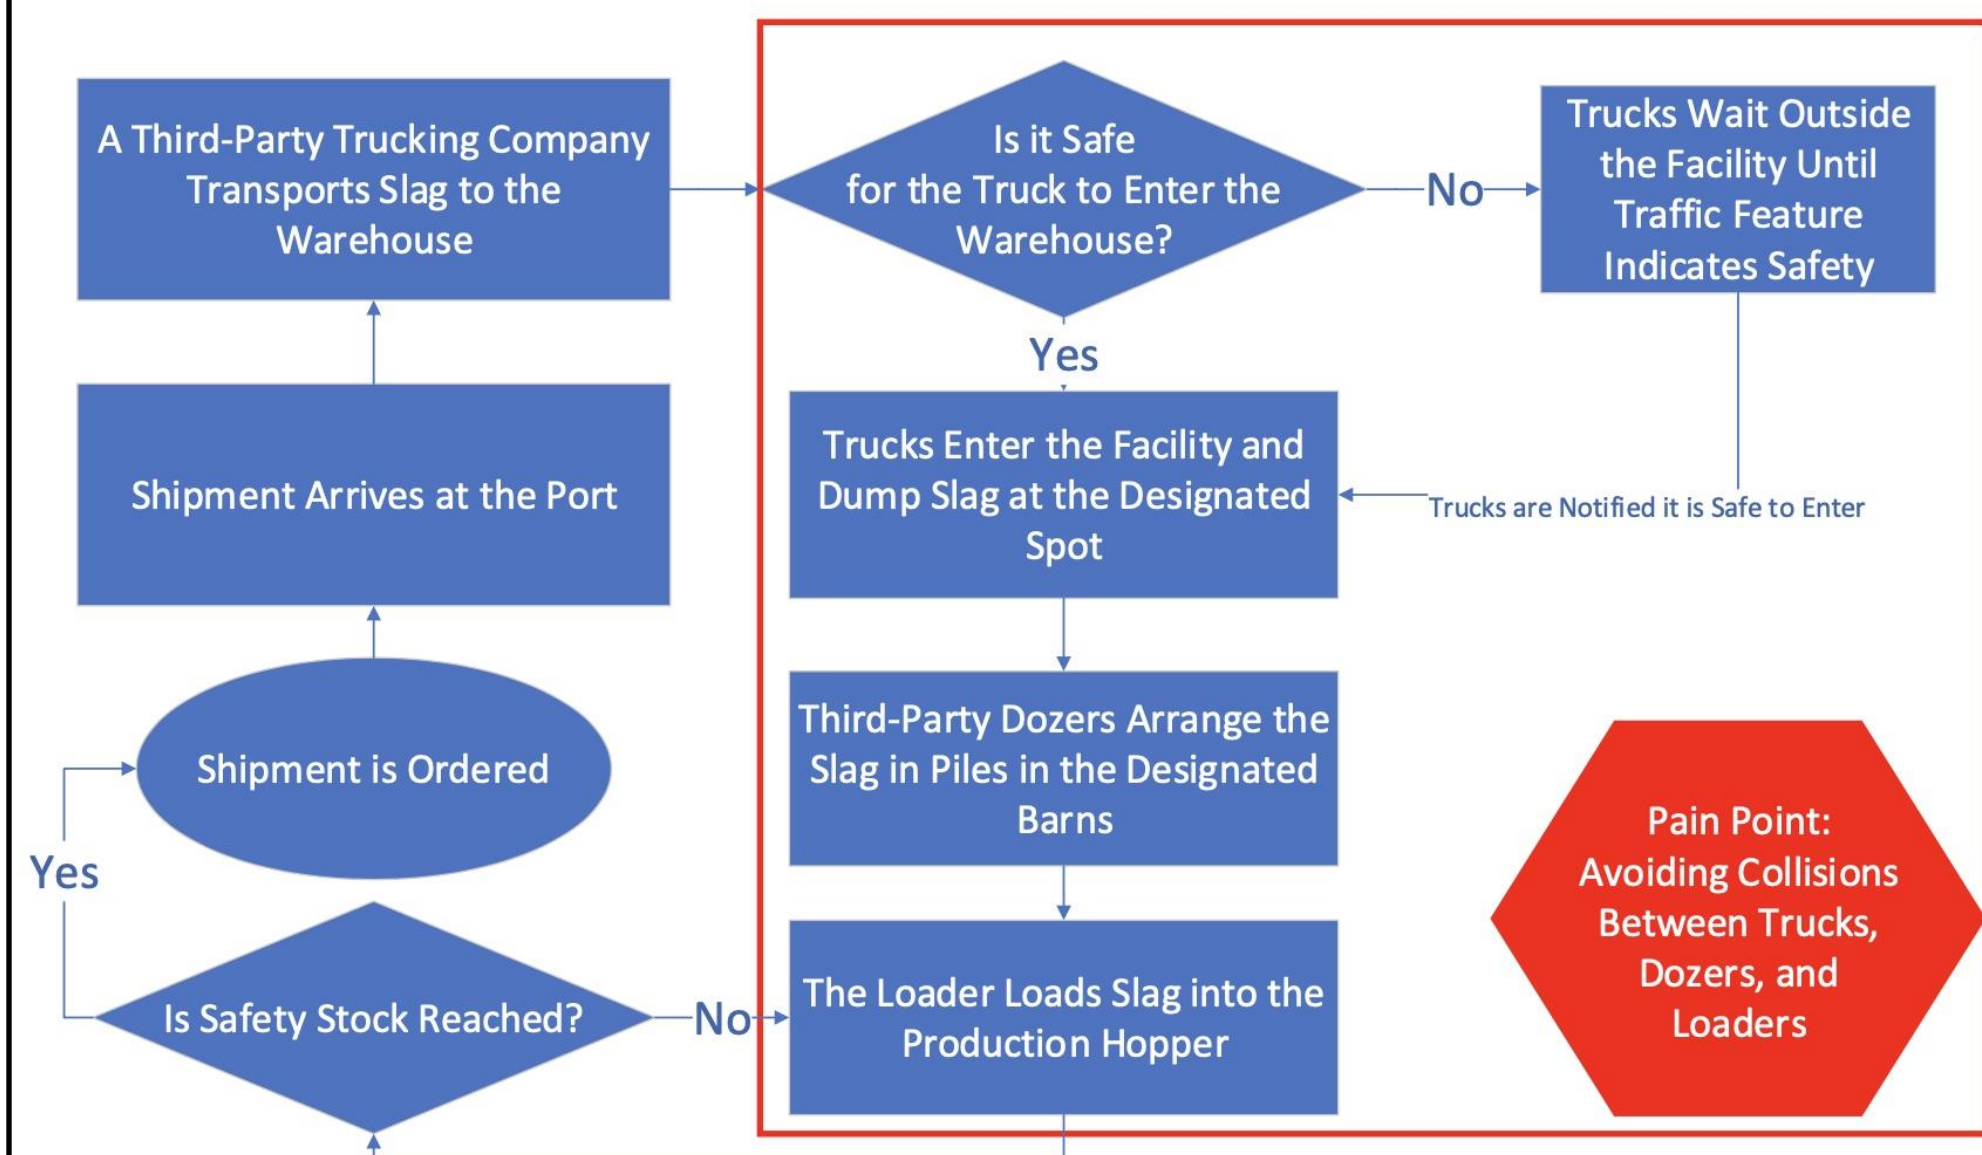 A Third-Party Trucking Company
Transports Slag to the
Warehouse
Is it Safe
for the Truck to Enter the
Warehouse?
No
Trucks Wait Outside
the Facility Until
Traffic Feature
Indicates Safety
Yes
Shipment Arrives at the Port
Trucks Enter the Facility and
Dump Slag at the Designated
Spot
Trucks are Notified it is Safe to Enter
Shipment is Ordered
Third-Party Dozers Arrange the
Slag in Piles in the Designated
Barns
Yes
Is Safety Stock Reached?
No
The Loader Loads Slag into the
Production Hopper
Pain Point:
Avoiding Collisions
Between Trucks,
Dozers, and
Loaders